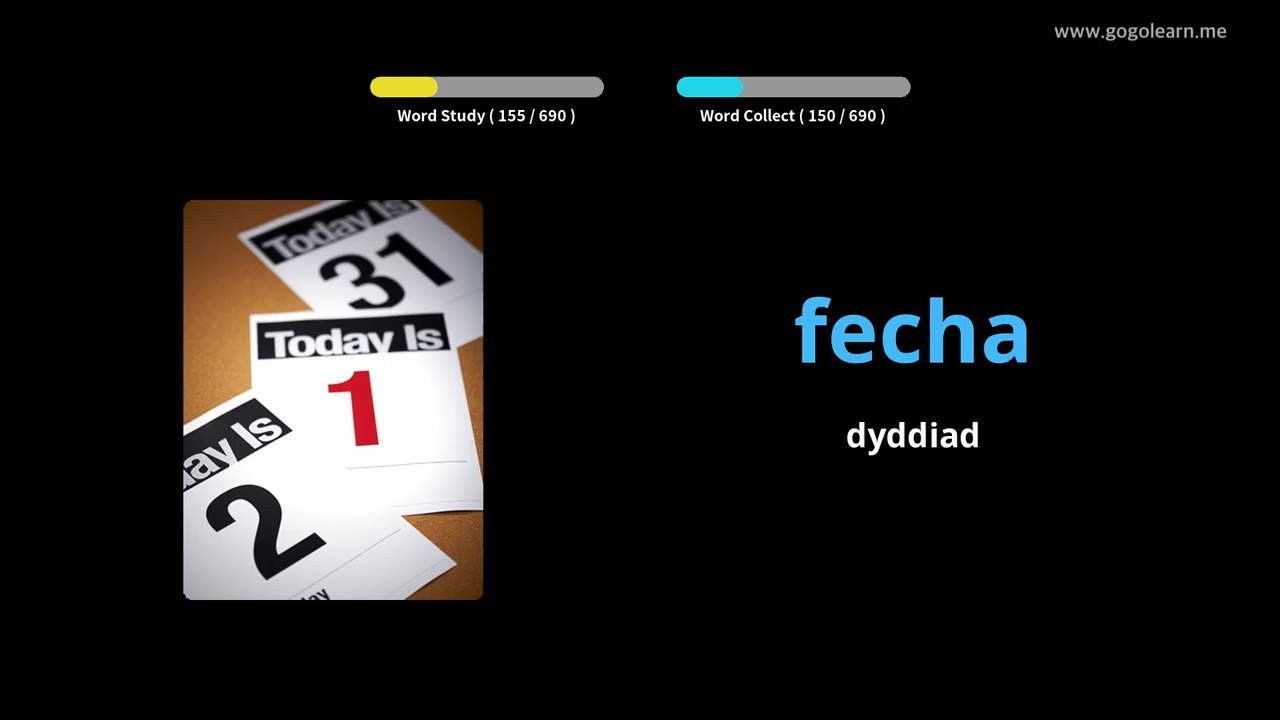 www.gogolearn.me
Word Study ( 155 / 690 )
Word Collect ( 150 / 690 )
Today Is
31
Today Is
1
day Is
2
fecha
dyddiad